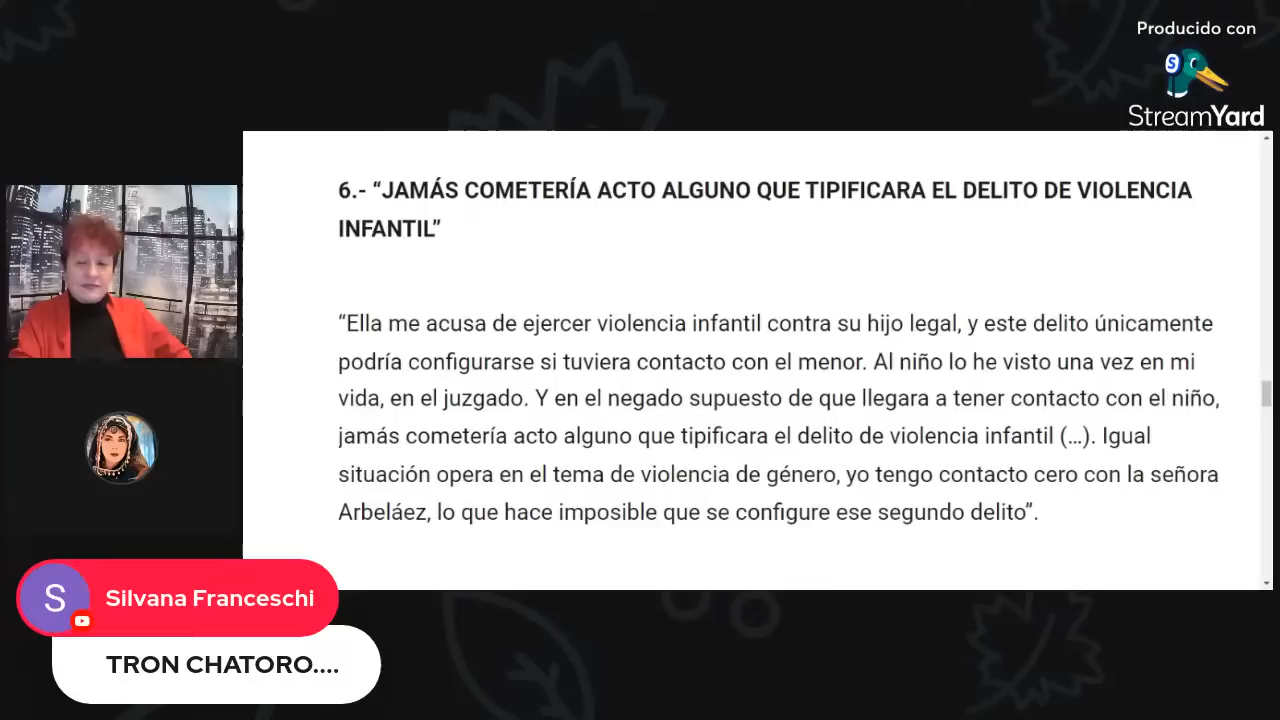 Producido con
StreamYard
6.- “JAMÁS COMETERÍA ACTO ALGUNO QUE TIPIFICARA EL DELITO DE VIOLENCIA
INFANTIL”
“Ella me acusa de ejercer violencia infantil contra su hijo legal, y este delito únicamente
podría configurarse si tuviera contacto con el menor. Al niño lo he visto una vez en mi
vida, en el juzgado. Y en el negado supuesto de que llegara a tener contacto con el niño,
jamás cometería acto alguno que tipificara el delito de violencia infantil (…). Igual
situación opera en el tema de violencia de género, yo tengo contacto cero con la señora
Arbeláez, lo que hace imposible que se configure ese segundo delito”.
S
Silvana Franceschi
TRON CHATORO....